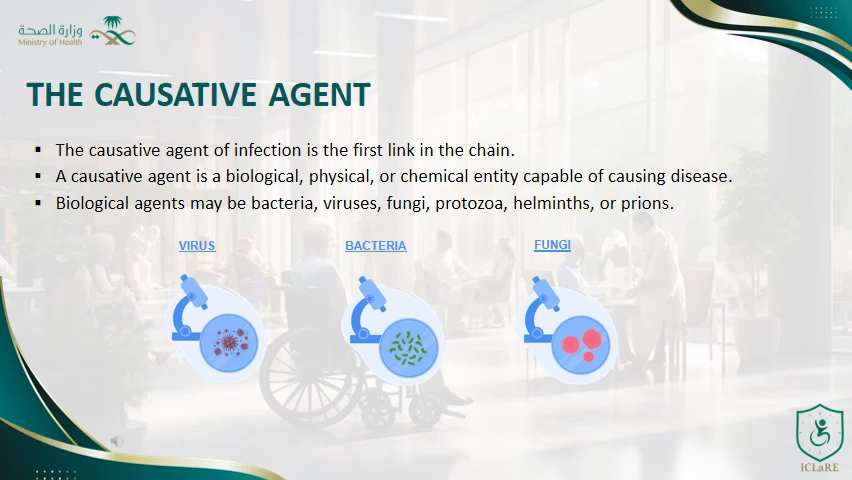 وزارة الصحة
Ministry of Health
THE CAUSATIVE AGENT
▪ The causative agent of infection is the first link in the chain.
▪ A causative agent is a biological, physical, or chemical entity capable of causing disease.
▪ Biological agents may be bacteria, viruses, fungi, protozoa, helminths, or prions.
VIRUS
BACTERIA
FUNGI
ICLaRE